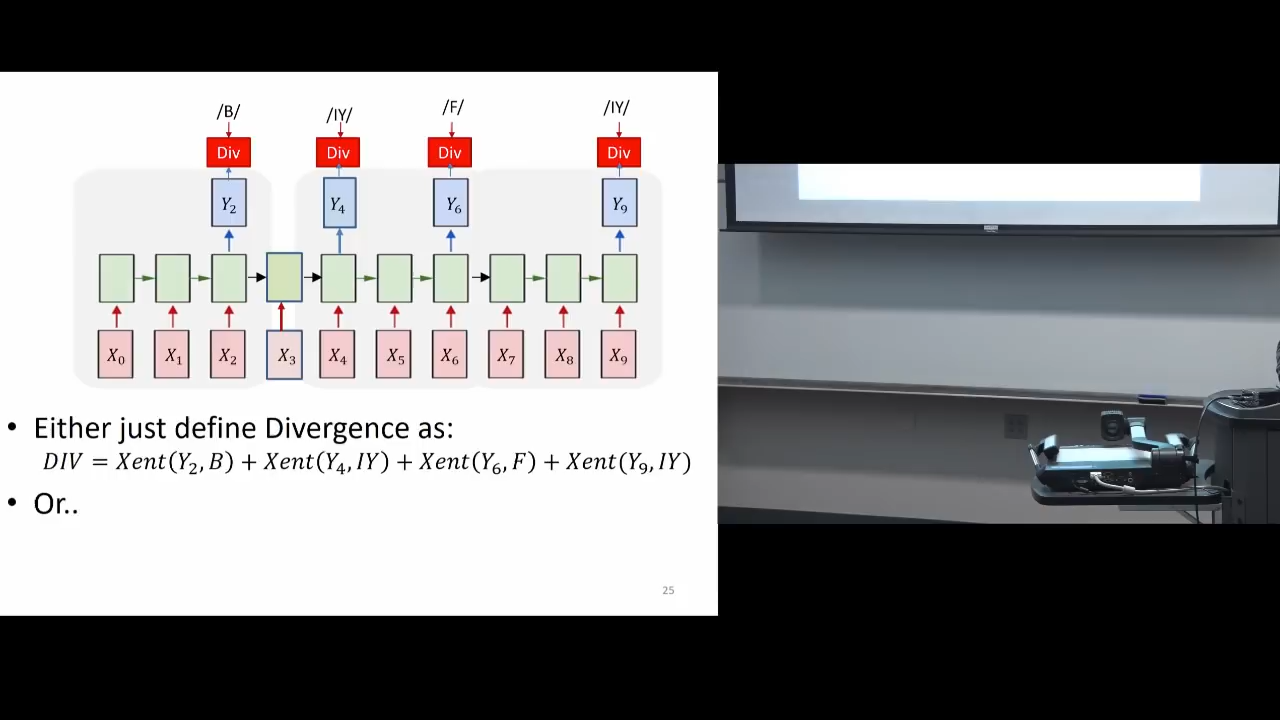 /B/ /IY/ /F/ /IY/
Div Div Div Div
Y₂ Y₄ Y₆ Y₉
X₀ X₁ X₂ X₃ X₄ X₅ X₆ X₇ X₈ X₉
• Either just define Divergence as:
DIV = Xent(Y₂, B) + Xent(Y₄, IY) + Xent(Y₆, F) + Xent(Y₉, IY)
• Or..
25